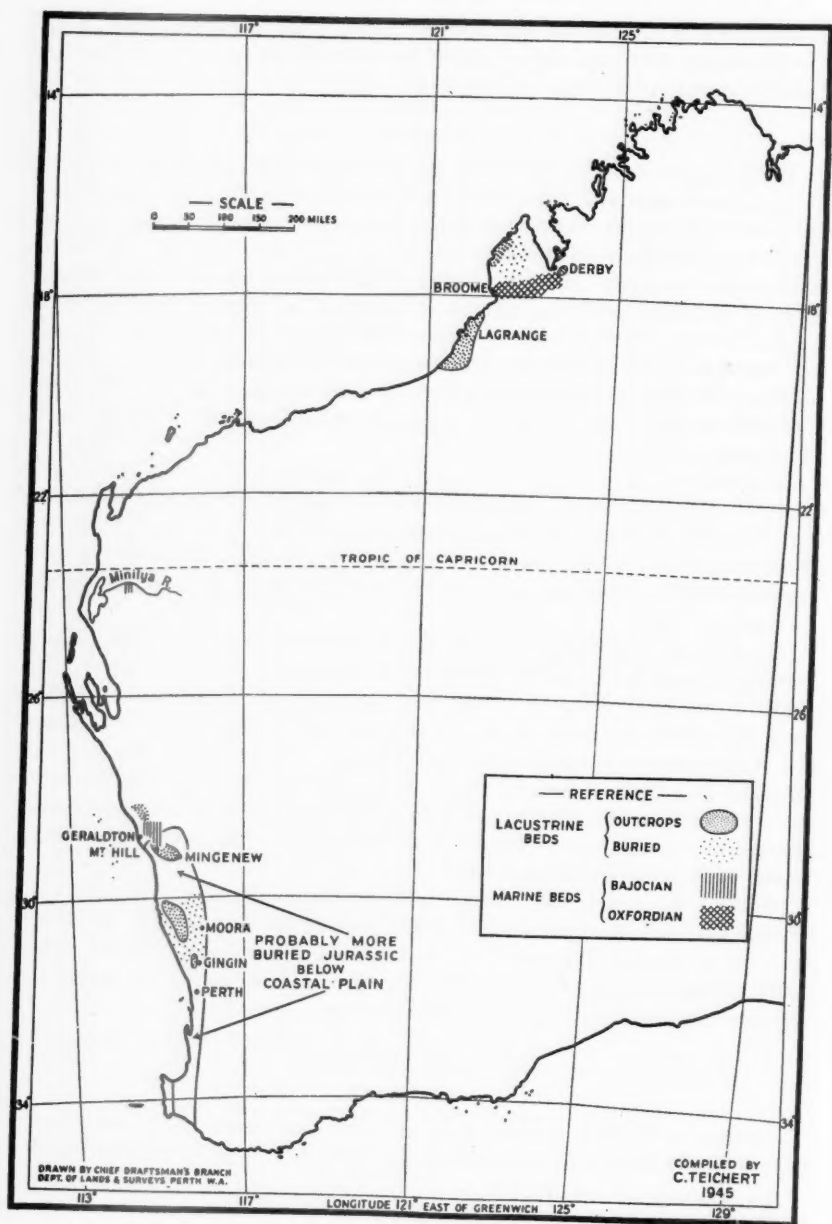 117° 121° 125°
14° 14°
— SCALE —
0 50 100 150 200 MILES
DERBY
BROOME
18° 18°
LAGRANGE
22° 22°
TROPIC OF CAPRICORN
Minilya R.
26° 26°
— REFERENCE —
LACUSTRINE BEDS
OUTCROPS
BURIED
MARINE BEDS
BAJOCIAN
OXFORDIAN
GERALDTON
MT HILL
MINGENEW
30° 30°
MOORA
PROBABLY MORE
BURIED JURASSIC
BELOW
COASTAL PLAIN
GINGIN
PERTH
34° 34°
DRAWN BY CHIEF DRAFTSMAN'S BRANCH
DEPT. OF LANDS & SURVEYS PERTH W.A.
COMPILED BY
C. TEICHERT
1945
113° 117° LONGITUDE 121° EAST OF GREENWICH 125° 129°